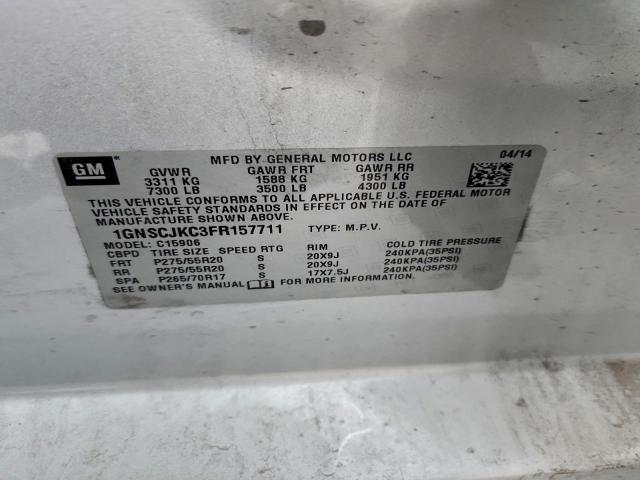 GM
MFD BY GENERAL MOTORS LLC 04/14
GVWR GAWR FRT GAWR RR
3311 KG 1588 KG 1951 KG
7300 LB 3500 LB 4300 LB
THIS VEHICLE CONFORMS TO ALL APPLICABLE U.S. FEDERAL MOTOR
VEHICLE SAFETY STANDARDS IN EFFECT ON THE DATE OF
MANUFACTURE SHOWN ABOVE.
1GNSCJKC3FR157711 TYPE: M.P.V.
MODEL: C15906
CBPD TIRE SIZE SPEED RTG RIM COLD TIRE PRESSURE
FRT P275/55R20 S 20X9J 240KPA(35PSI)
RR P275/55R20 S 20X9J 240KPA(35PSI)
SPA P265/70R17 S 17X7.5J 240KPA(35PSI)
SEE OWNER'S MANUAL FOR MORE INFORMATION.